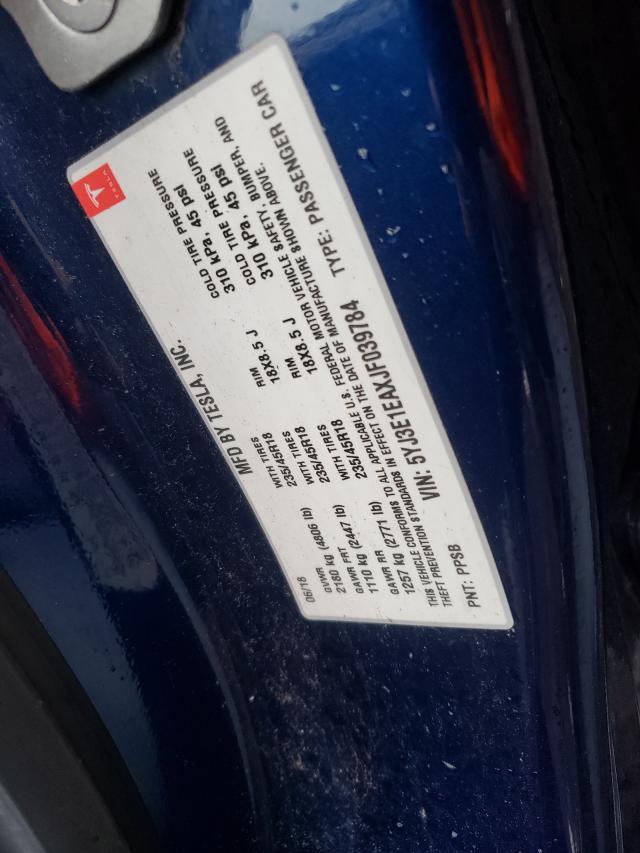 TESLA
MFD BY TESLA, INC.
06/18
GVWR WITH TIRES RIM COLD TIRE PRESSURE
2180 kg (4806 lb) 235/45R18 18X8.5 J 310 kPa, 45 psi
GAWR FRT WITH TIRES RIM COLD TIRE PRESSURE
1110 kg (2447 lb) 235/45R18 18X8.5 J 310 kPa, 45 psi
GAWR RR WITH TIRES RIM COLD TIRE PRESSURE
1257 kg (2771 lb) 235/45R18 18X8.5 J 310 kPa, 45 psi
THIS VEHICLE CONFORMS TO ALL APPLICABLE U.S. FEDERAL MOTOR VEHICLE SAFETY, BUMPER, AND
THEFT PREVENTION STANDARDS IN EFFECT ON THE DATE OF MANUFACTURE SHOWN ABOVE.
VIN: 5YJ3E1EAXJF039784 TYPE: PASSENGER CAR
PNT: PPSB